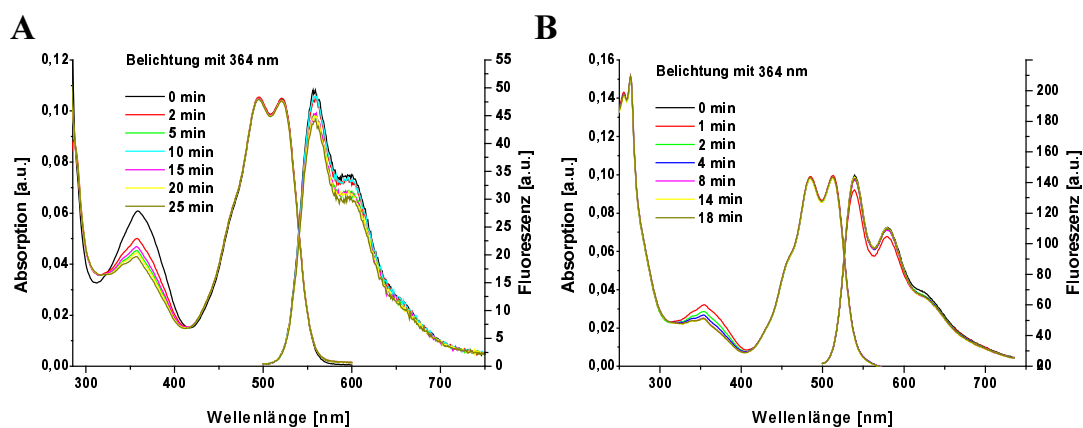 A
Belichtung mit 364 nm
0 min
2 min
5 min
10 min
15 min
20 min
25 min
Absorption [a.u.]
0,12
0,10
0,08
0,06
0,04
0,02
0,00
55
50
45
40
35
30
25
20
15
10
5
0
Fluoreszenz [a.u.]
300
400
500
600
700
Wellenlänge [nm]
B
Belichtung mit 364 nm
0 min
1 min
2 min
4 min
8 min
14 min
18 min
Absorption [a.u.]
0,16
0,14
0,12
0,10
0,08
0,06
0,04
0,02
0,00
200
180
160
140
120
100
80
60
40
Fluoreszenz [a.u.]
300
400
500
600
700
Wellenlänge [nm]